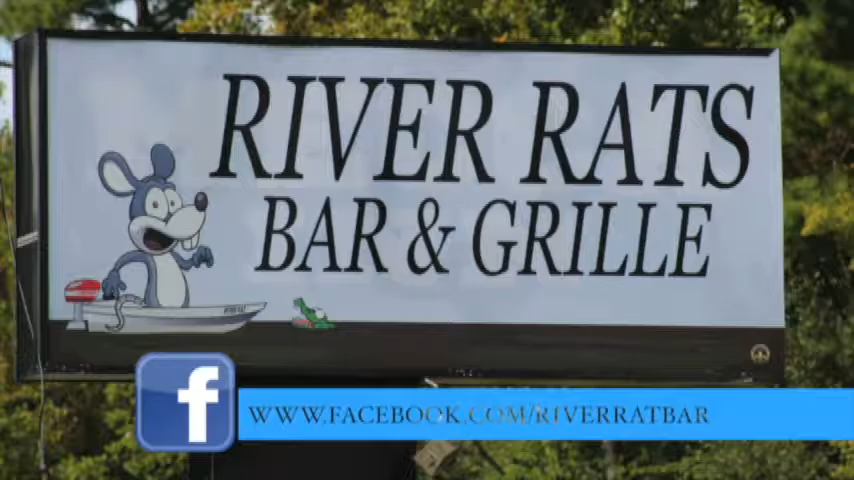 RIVER RATS
BAR & GRILLE
f
WWW.FACEBOOK.COM/RIVERRATBAR